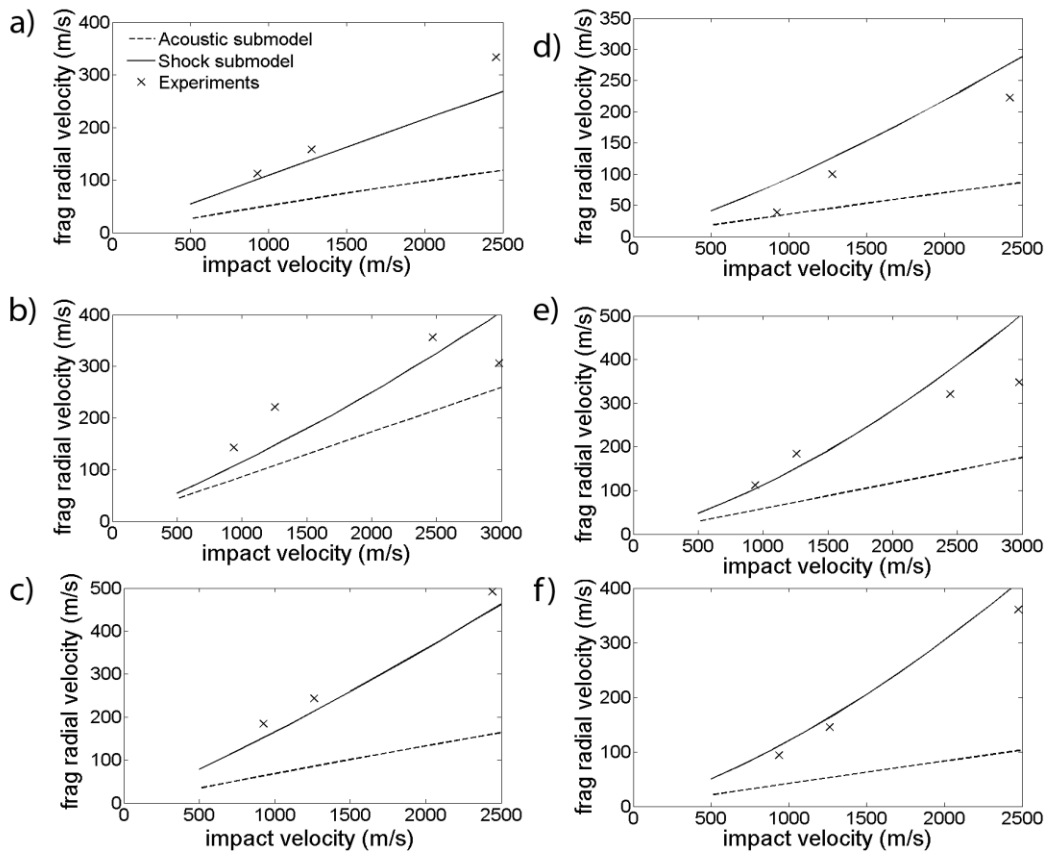 a)
frag radial velocity (m/s)
400
300
200
100
0
Acoustic submodel
Shock submodel
Experiments
0 500 1000 1500 2000 2500
impact velocity (m/s)
d)
frag radial velocity (m/s)
350
300
250
200
150
100
50
0
0 500 1000 1500 2000 2500
impact velocity (m/s)
b)
frag radial velocity (m/s)
400
300
200
100
0
0 500 1000 1500 2000 2500 3000
impact velocity (m/s)
e)
frag radial velocity (m/s)
500
400
300
200
100
0
0 500 1000 1500 2000 2500 3000
impact velocity (m/s)
c)
frag radial velocity (m/s)
500
400
300
200
100
0
0 500 1000 1500 2000 2500
impact velocity (m/s)
f)
frag radial velocity (m/s)
400
300
200
100
0
0 500 1000 1500 2000 2500
impact velocity (m/s)